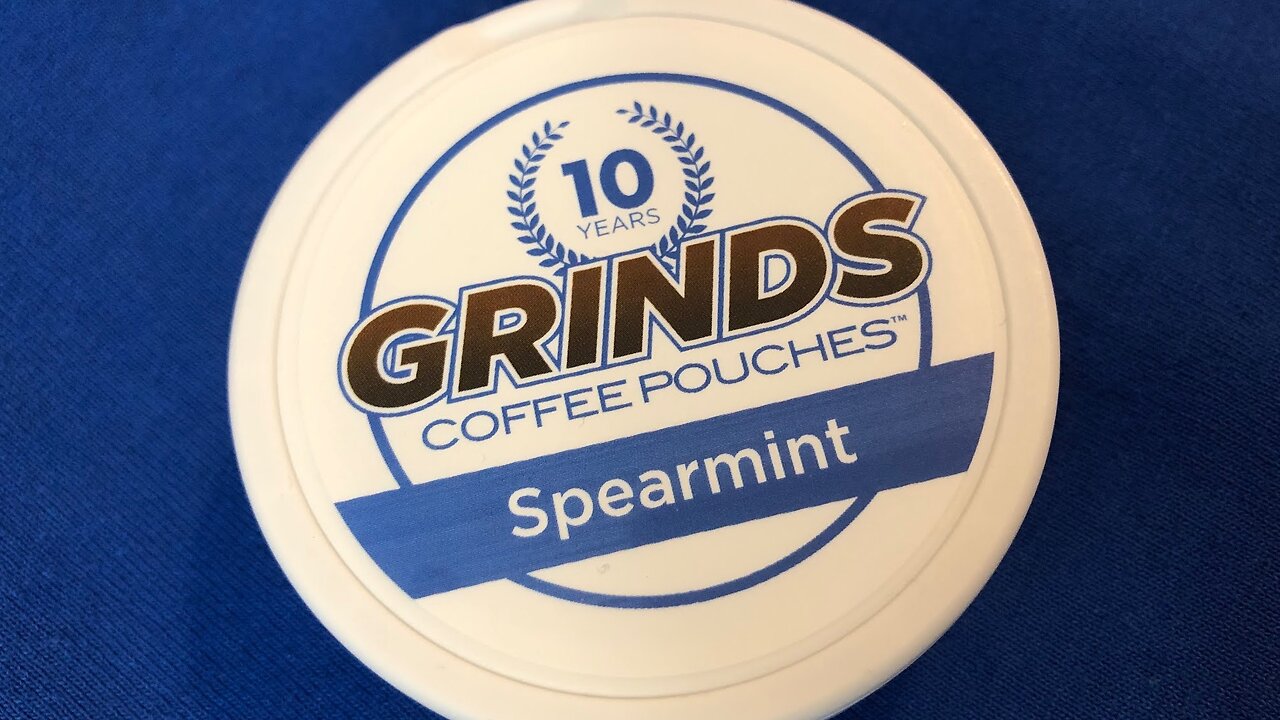 10
YEARS
GRINDS
COFFEE POUCHES™
Spearmint